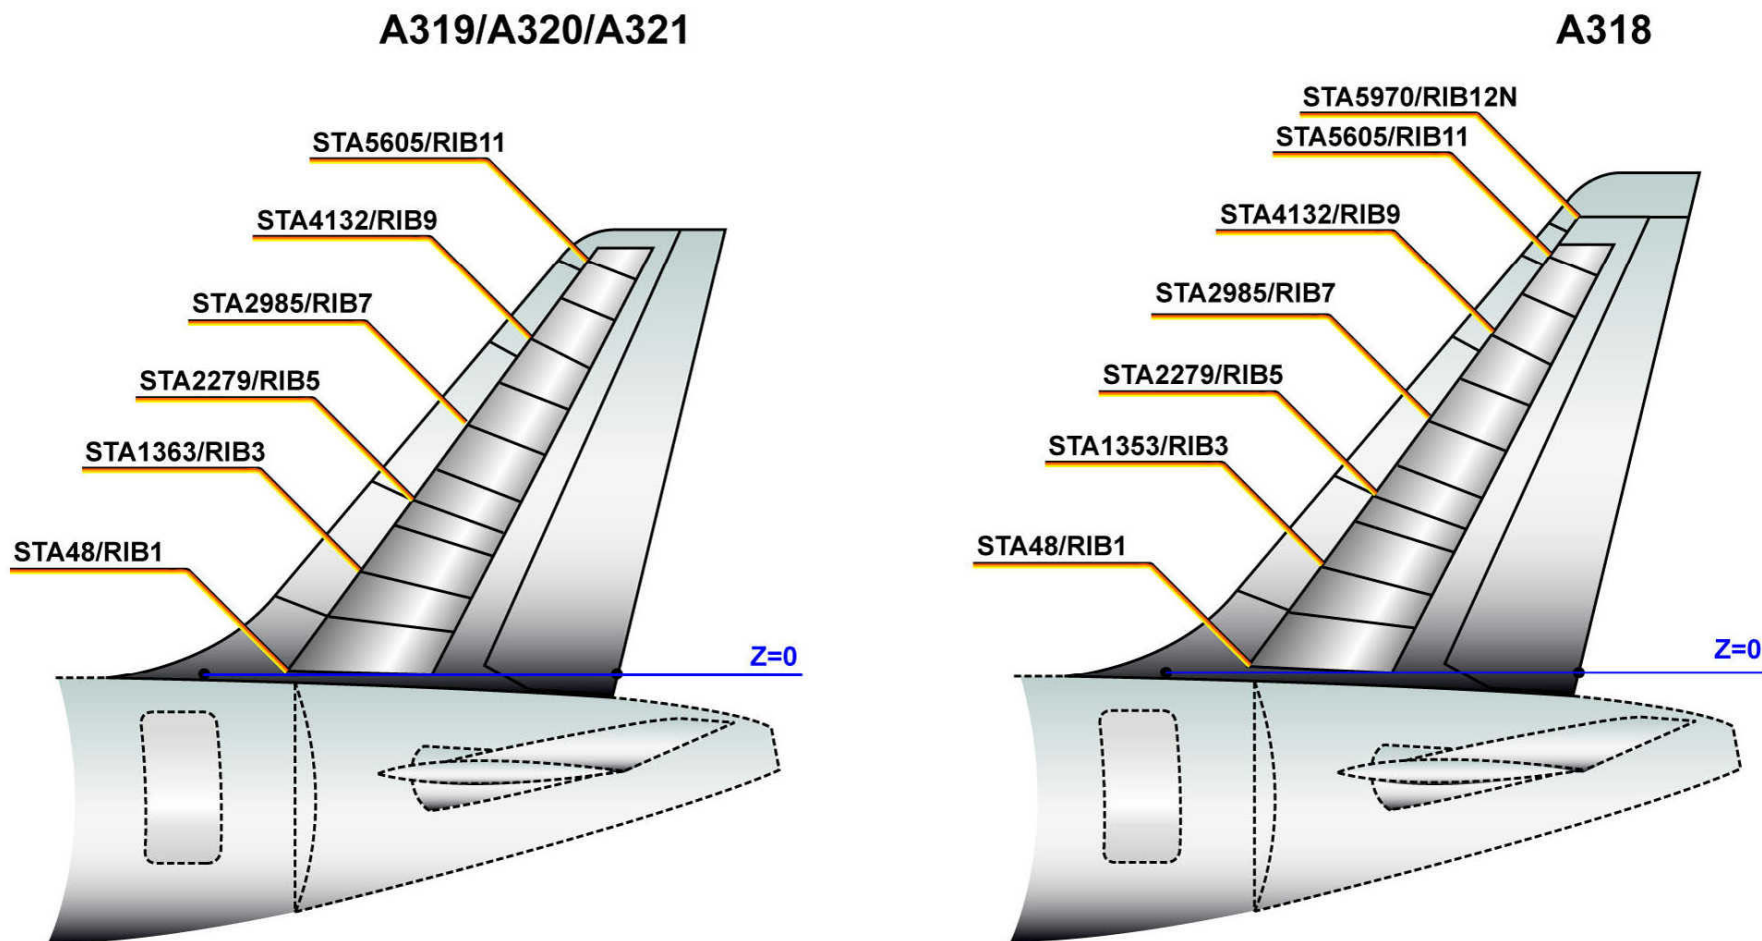 A319/A320/A321
STA5605/RIB11
STA4132/RIB9
STA2985/RIB7
STA2279/RIB5
STA1363/RIB3
STA48/RIB1
Z=0
A318
STA5970/RIB12N
STA5605/RIB11
STA4132/RIB9
STA2985/RIB7
STA2279/RIB5
STA1353/RIB3
STA48/RIB1
Z=0